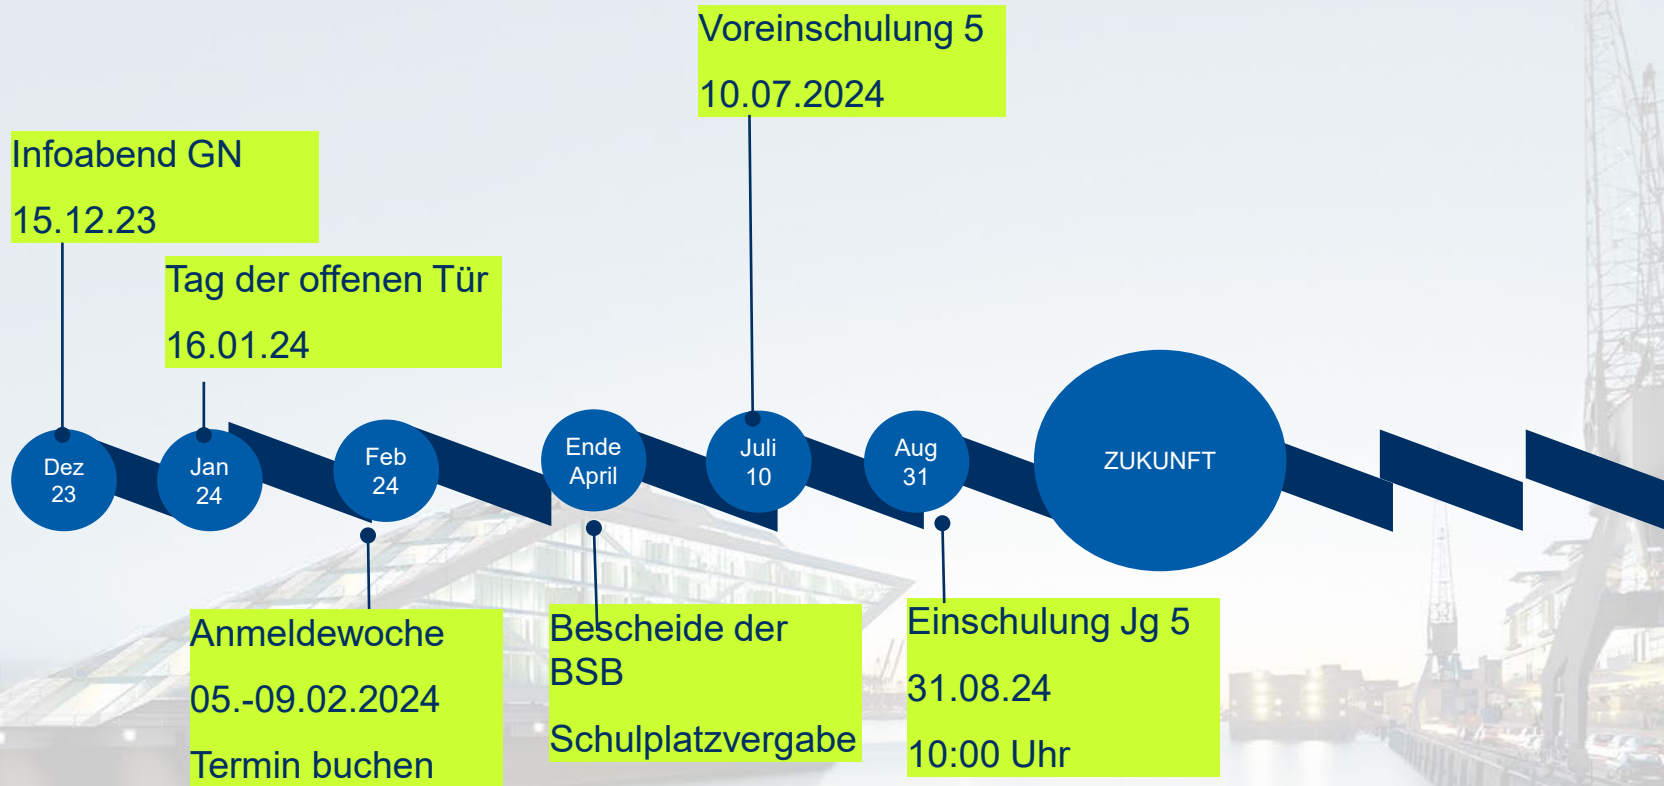 Voreinschulung 5
10.07.2024
Infoabend GN
15.12.23
Tag der offenen Tür
16.01.24
Dez
23
Jan
24
Feb
24
Ende
April
Juli
10
Aug
31
ZUKUNFT
Anmeldewoche
05.-09.02.2024
Termin buchen
Bescheide der
BSB
Schulplatzvergabe
Einschulung Jg 5
31.08.24
10:00 Uhr